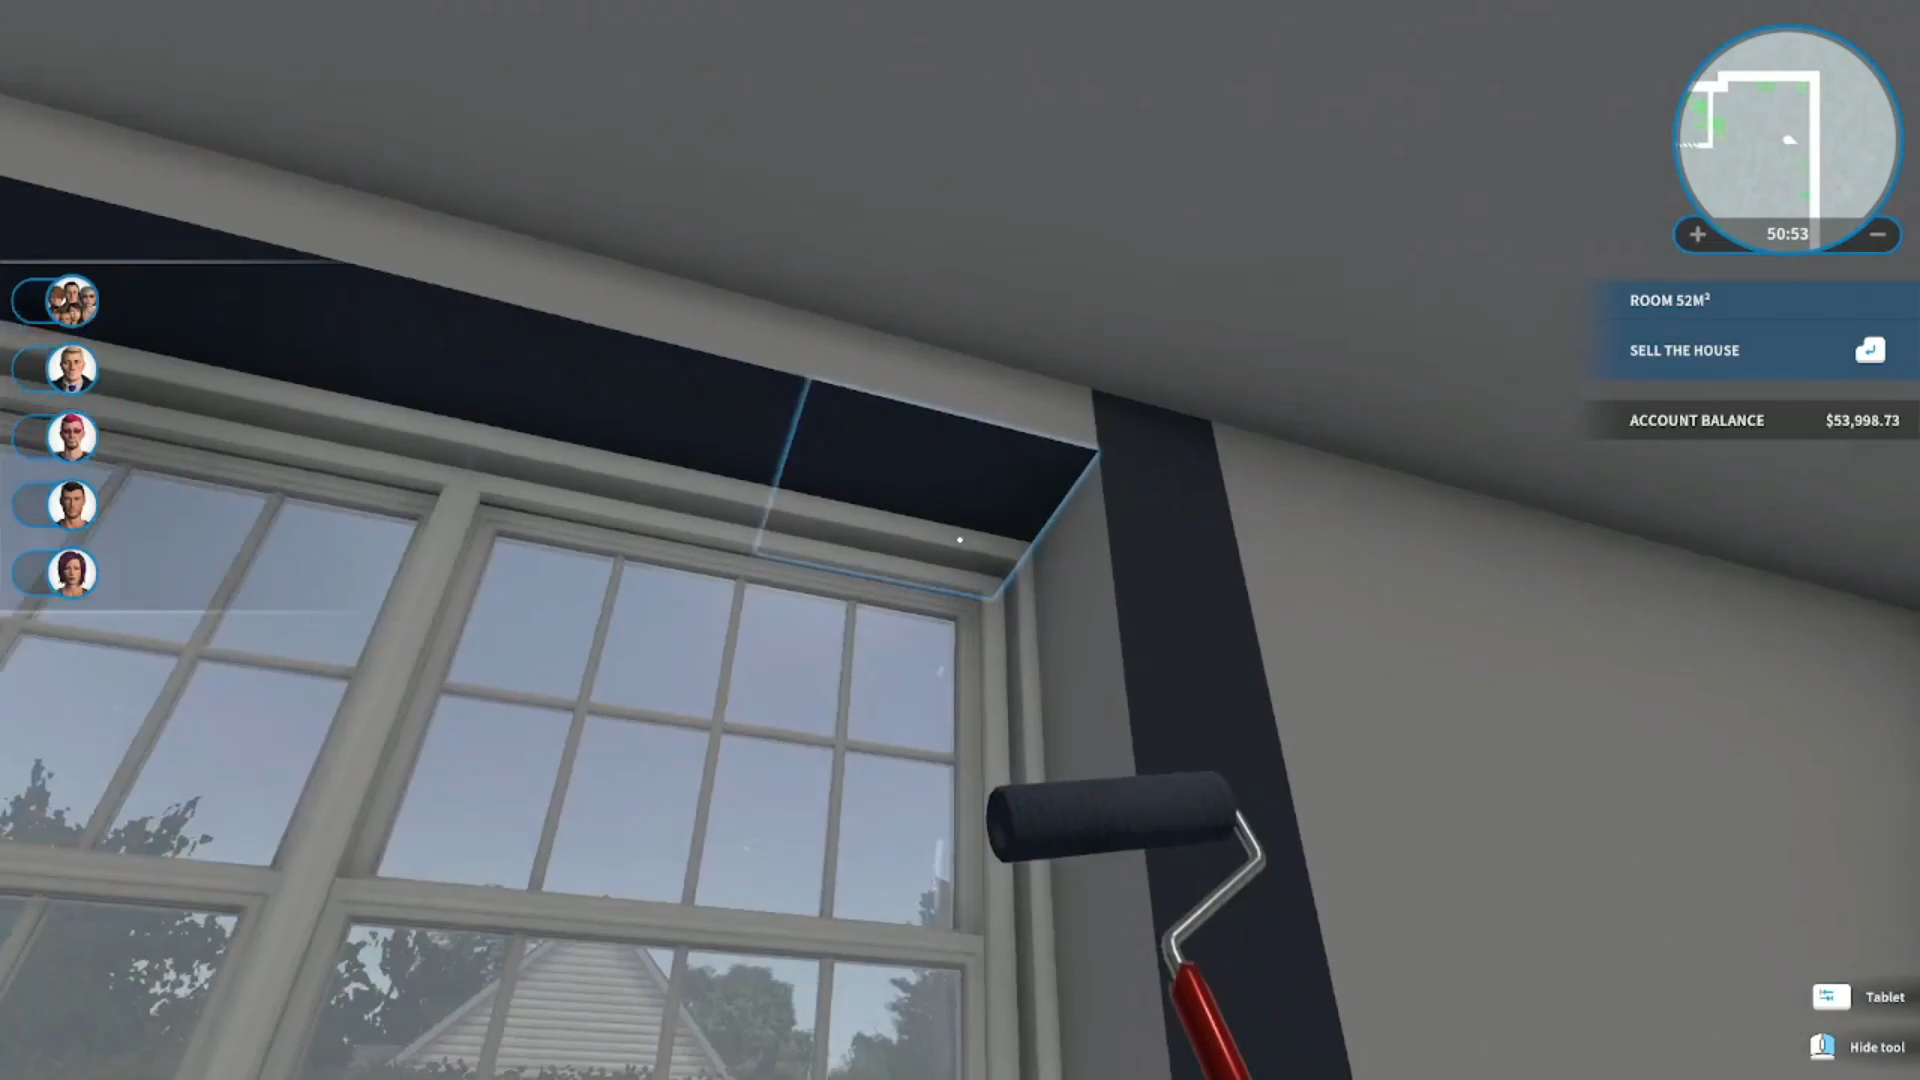 50:53
ROOM 52M²
SELL THE HOUSE
ACCOUNT BALANCE $53,998.73
Tablet
Hide tool